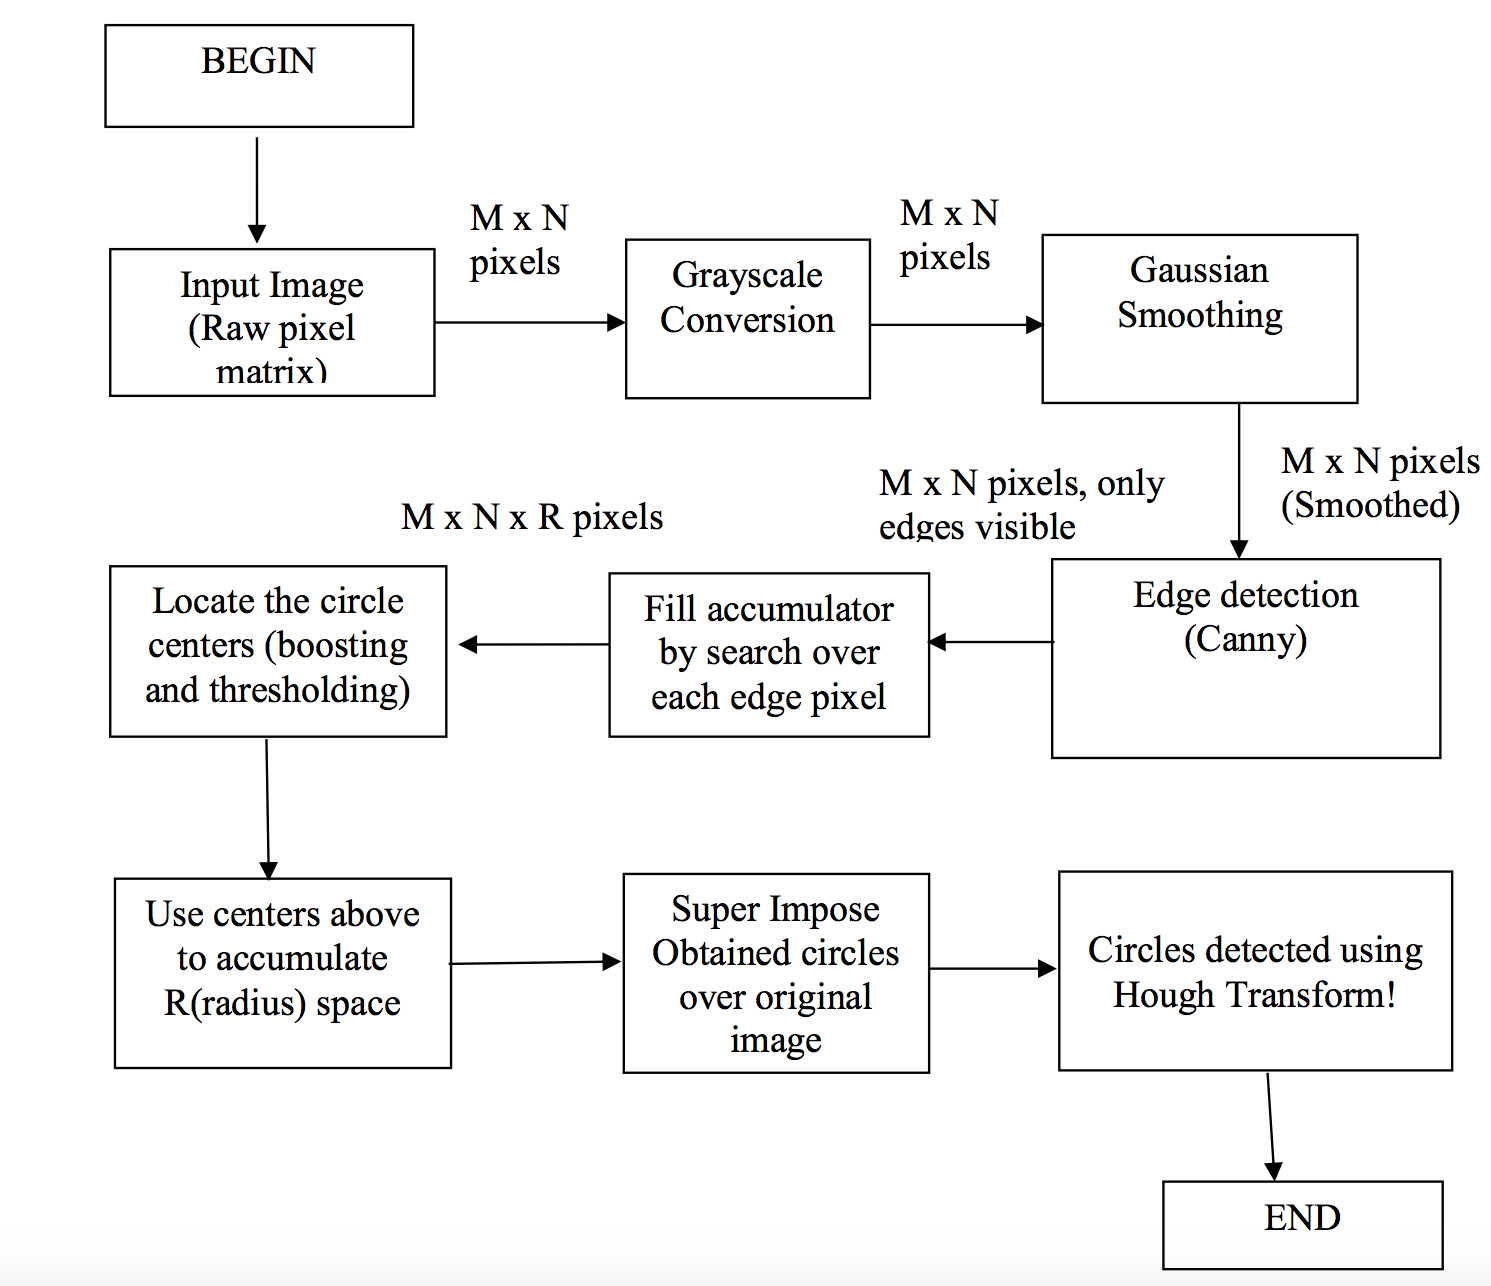 BEGIN
M x N
pixels
M x N
pixels
Input Image
(Raw pixel
matrix)
Grayscale
Conversion
Gaussian
Smoothing
M x N pixels
(Smoothed)
M x N pixels, only
edges visible
M x N x R pixels
Edge detection
(Canny)
Fill accumulator
by search over
each edge pixel
Locate the circle
centers (boosting
and thresholding)
Use centers above
to accumulate
R(radius) space
Super Impose
Obtained circles
over original
image
Circles detected using
Hough Transform!
END